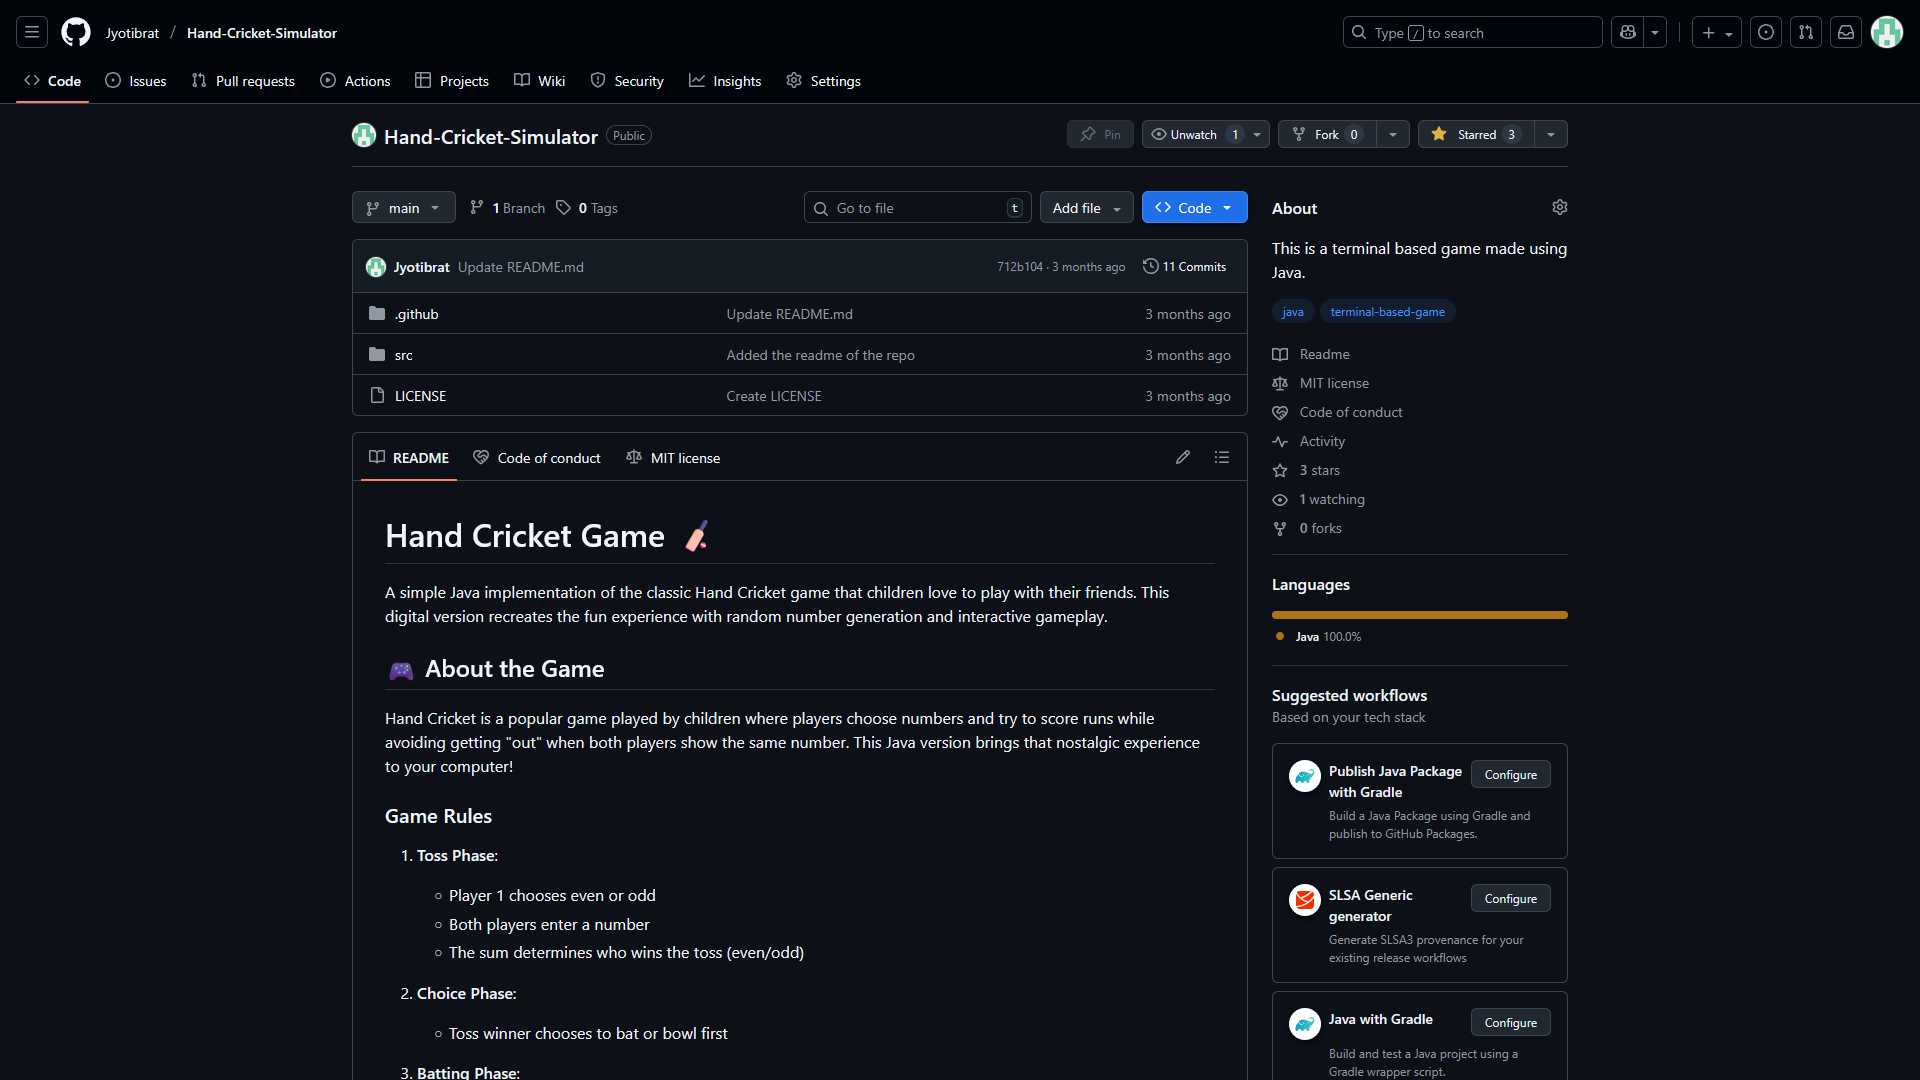 Jyotibrat / Hand-Cricket-Simulator
Type / to search
Code Issues Pull requests Actions Projects Wiki Security Insights Settings
Hand-Cricket-Simulator Public
Pin Unwatch 1 Fork 0 Starred 3
main 1 Branch 0 Tags
Go to file t
Add file
Code
Jyotibrat Update README.md 712b104 · 3 months ago 11 Commits
.github Update README.md 3 months ago
src Added the readme of the repo 3 months ago
LICENSE Create LICENSE 3 months ago
README Code of conduct MIT license
Hand Cricket Game
A simple Java implementation of the classic Hand Cricket game that children love to play with their friends. This
digital version recreates the fun experience with random number generation and interactive gameplay.
About the Game
Hand Cricket is a popular game played by children where players choose numbers and try to score runs while
avoiding getting "out" when both players show the same number. This Java version brings that nostalgic experience
to your computer!
Game Rules
1. Toss Phase:
Player 1 chooses even or odd
Both players enter a number
The sum determines who wins the toss (even/odd)
2. Choice Phase:
Toss winner chooses to bat or bowl first
3. Batting Phase:
About
This is a terminal based game made using
Java.
java terminal-based-game
Readme
MIT license
Code of conduct
Activity
3 stars
1 watching
0 forks
Languages
Java 100.0%
Suggested workflows
Based on your tech stack
Publish Java Package
with Gradle
Configure
Build a Java Package using Gradle and
publish to GitHub Packages.
SLSA Generic
generator
Configure
Generate SLSA3 provenance for your
existing release workflows
Java with Gradle
Configure
Build and test a Java project using a
Gradle wrapper script.